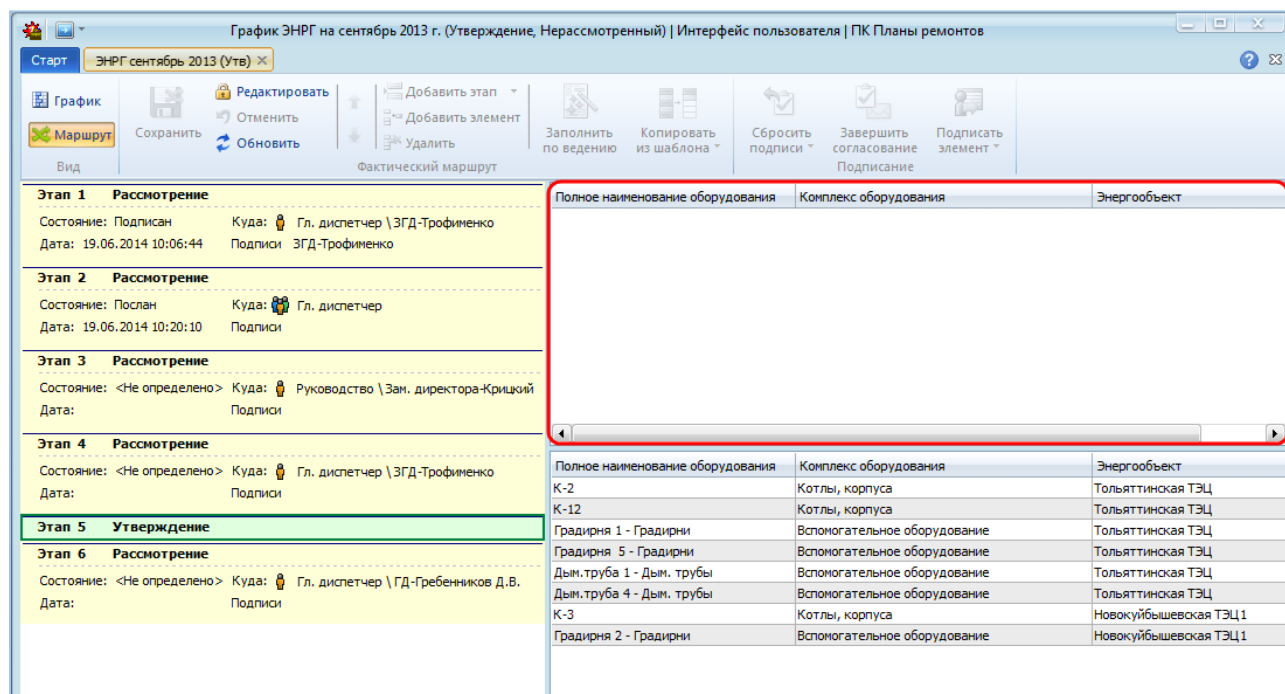 График ЭНРГ на сентябрь 2013 г. (Утверждение, Нерассмотренный) | Интерфейс пользователя | ПК Планы ремонтов
Старт ЭНРГ сентябрь 2013 (Утв)
График
Маршрут
Вид
Сохранить
Редактировать
Отменить
Обновить
Добавить этап
Добавить элемент
Удалить
Фактический маршрут
Заполнить по ведению
Копировать из шаблона
Сбросить подписи
Завершить согласование
Подписать элемент
Подписание
Этап 1 Рассмотрение
Состояние: Подписан Куда: Гл. диспетчер \ ЗГД-Трофименко
Дата: 19.06.2014 10:06:44 Подписи ЗГД-Трофименко
Этап 2 Рассмотрение
Состояние: Послан Куда: Гл. диспетчер
Дата: 19.06.2014 10:20:10 Подписи
Этап 3 Рассмотрение
Состояние: <Не определено> Куда: Руководство \ Зам. директора-Крицкий
Дата: Подписи
Этап 4 Рассмотрение
Состояние: <Не определено> Куда: Гл. диспетчер \ ЗГД-Трофименко
Дата: Подписи
Этап 5 Утверждение
Этап 6 Рассмотрение
Состояние: <Не определено> Куда: Гл. диспетчер \ ГД-Гребенников Д.В.
Дата: Подписи
Полное наименование оборудования Комплекс оборудования Энергообъект
Полное наименование оборудования Комплекс оборудования Энергообъект
К-2 Котлы, корпуса Тольяттинская ТЭЦ
К-12 Котлы, корпуса Тольяттинская ТЭЦ
Градирня 1 - Градирни Вспомогательное оборудование Тольяттинская ТЭЦ
Градирня 5 - Градирни Вспомогательное оборудование Тольяттинская ТЭЦ
Дым.труба 1 - Дым. трубы Вспомогательное оборудование Тольяттинская ТЭЦ
Дым.труба 4 - Дым. трубы Вспомогательное оборудование Тольяттинская ТЭЦ
К-3 Котлы, корпуса Новокуйбышевская ТЭЦ1
Градирня 2 - Градирни Вспомогательное оборудование Новокуйбышевская ТЭЦ1